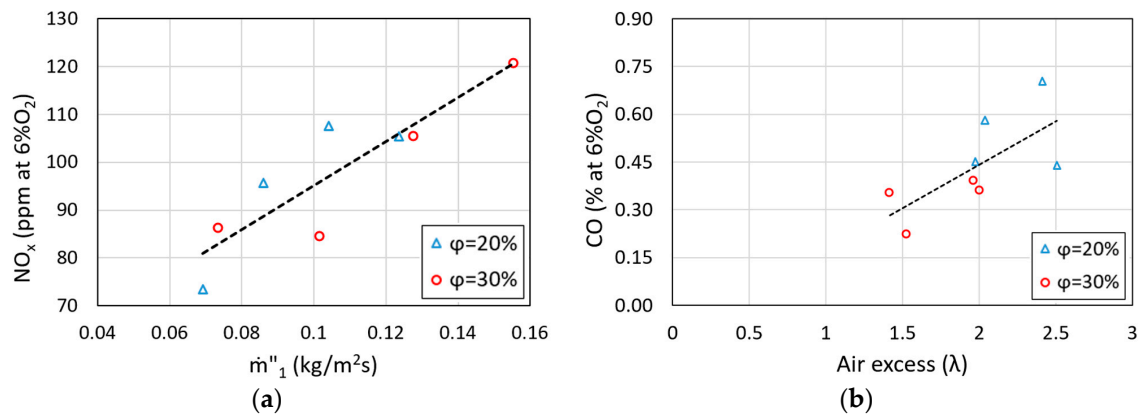 130
120
110
100
90
80
70
NOₓ (ppm at 6%O₂)
0.04 0.06 0.08 0.1 0.12 0.14 0.16
ṁ"₁ (kg/m²s)
φ=20%
φ=30%
(a)
0.90
0.75
0.60
0.45
0.30
0.15
0.00
CO (% at 6%O₂)
0 0.5 1 1.5 2 2.5 3
Air excess (λ)
φ=20%
φ=30%
(b)